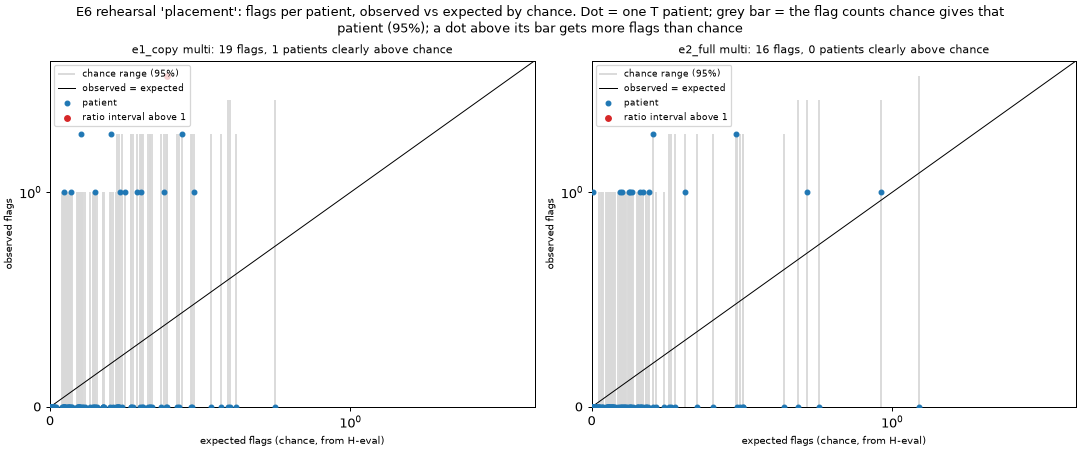 E6 rehearsal 'placement': flags per patient, observed vs expected by chance. Dot = one T patient; grey bar = the flag counts chance gives that
patient (95%); a dot above its bar gets more flags than chance
e1_copy multi: 19 flags, 1 patients clearly above chance
chance range (95%)
observed = expected
patient
ratio interval above 1
10⁰
0
observed flags
0
10⁰
expected flags (chance, from H-eval)
e2_full multi: 16 flags, 0 patients clearly above chance
chance range (95%)
observed = expected
patient
ratio interval above 1
10⁰
0
observed flags
0
10⁰
expected flags (chance, from H-eval)